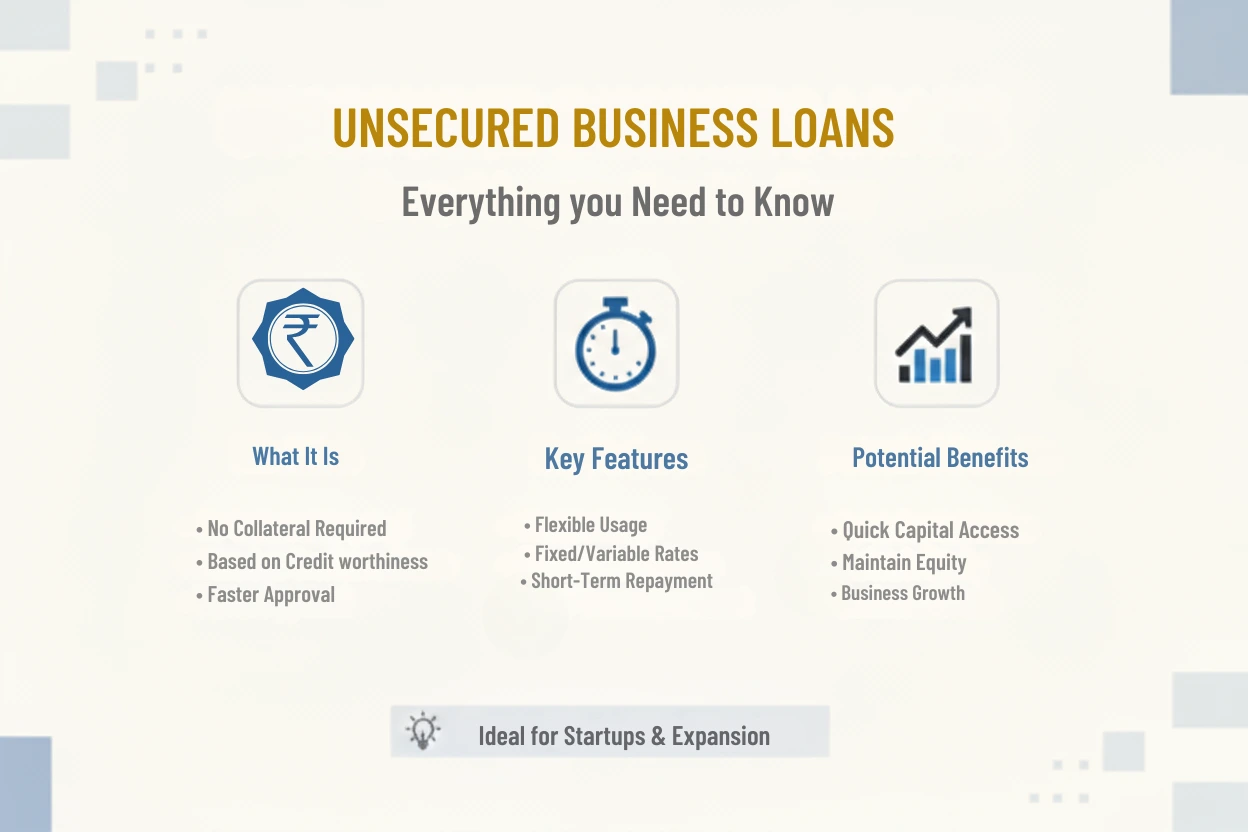 UNSECURED BUSINESS LOANS
Everything you Need to Know
₹
What It Is
• No Collateral Required
• Based on Credit worthiness
• Faster Approval
Key Features
• Flexible Usage
• Fixed/Variable Rates
• Short-Term Repayment
Potential Benefits
• Quick Capital Access
• Maintain Equity
• Business Growth
Ideal for Startups & Expansion